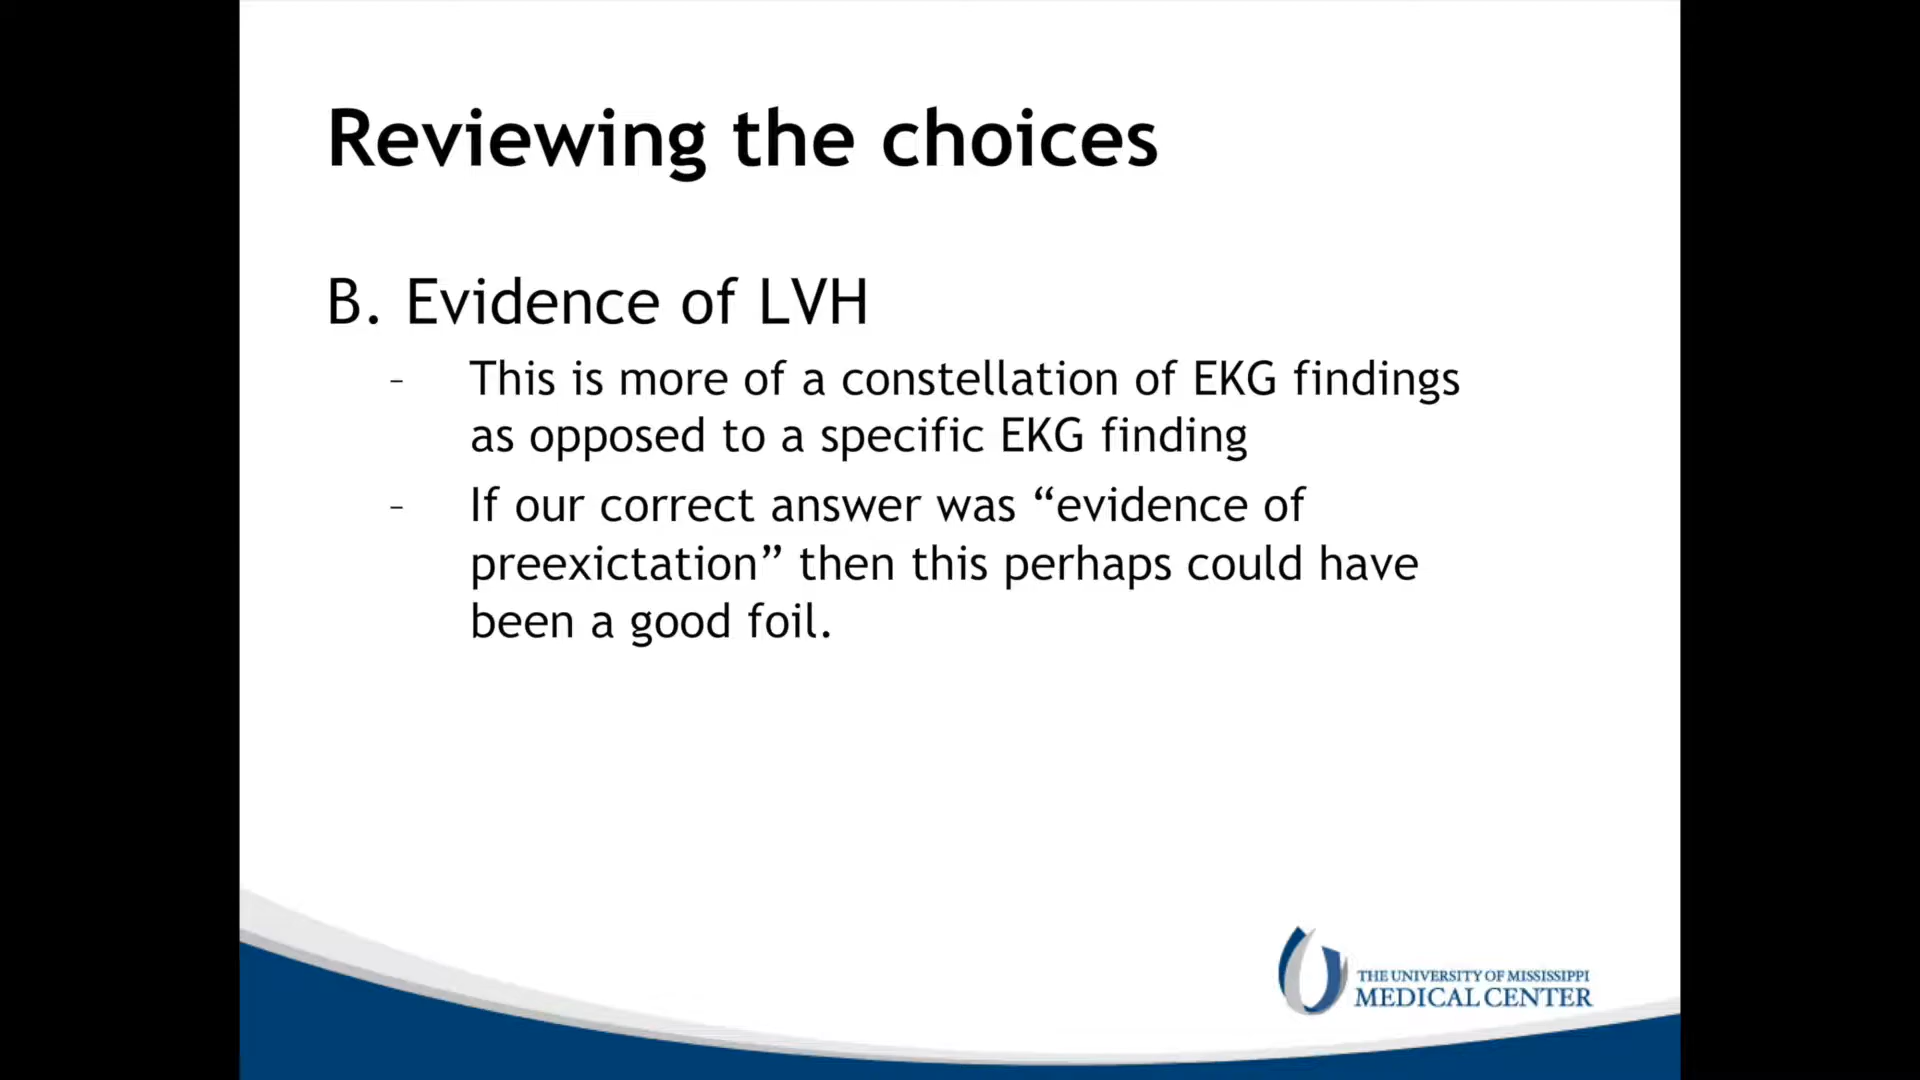 Reviewing the choices
B. Evidence of LVH
- This is more of a constellation of EKG findings
as opposed to a specific EKG finding
- If our correct answer was “evidence of
preexictation” then this perhaps could have
been a good foil.
THE UNIVERSITY OF MISSISSIPPI
MEDICAL CENTER